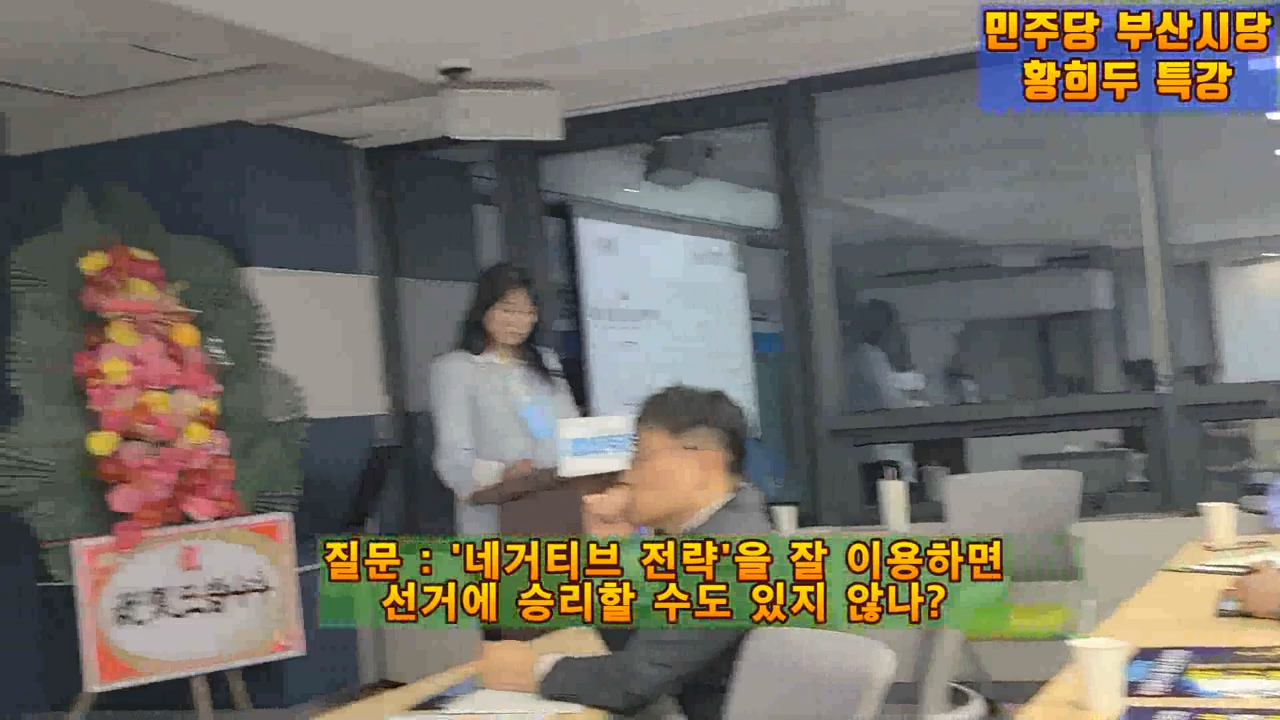 민주당 부산시당
황희두 특강
질문 : '네거티브 전략'을 잘 이용하면
선거에 승리할 수도 있지 않나?